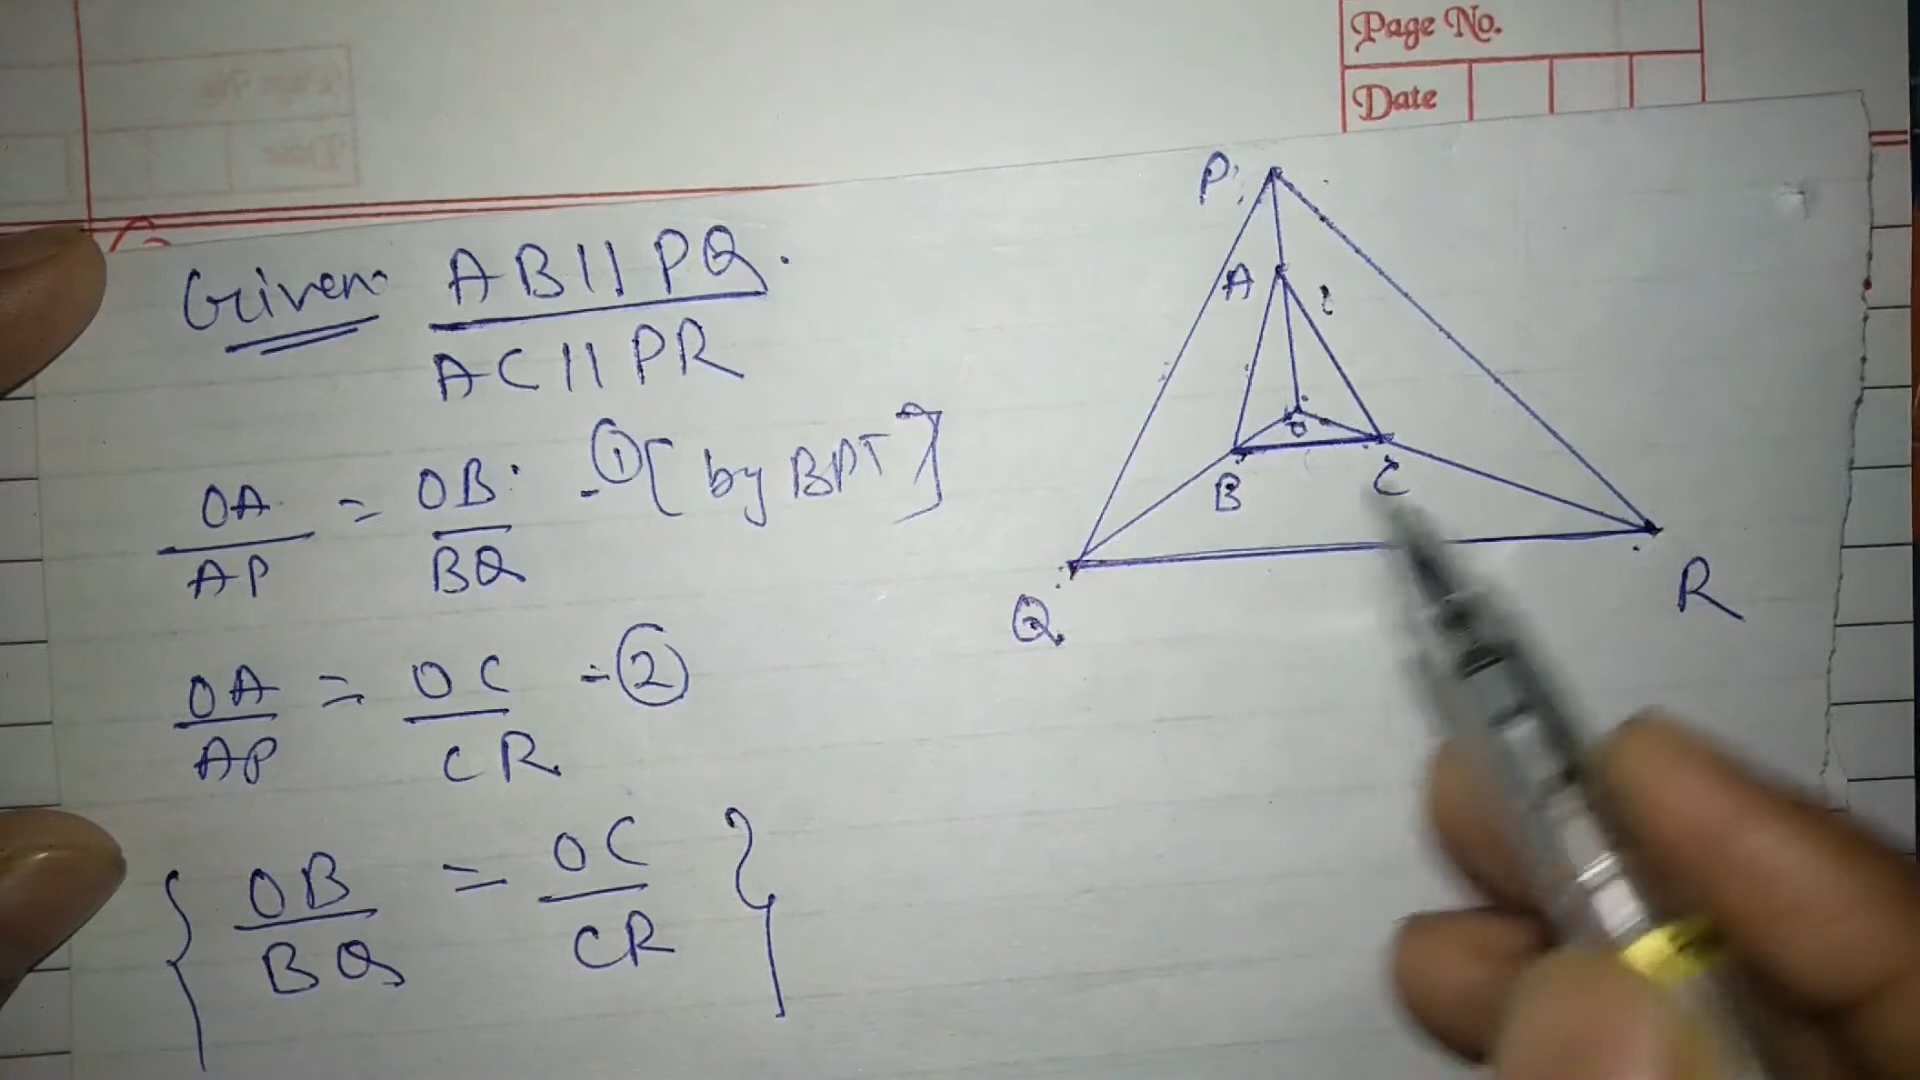 Page No.
Date
Given AB || PQ.
AC || PR
OA/AP = OB/BQ - ① [by BPT]
OA/AP = OC/CR - ②
{ OB/BQ = OC/CR }
P
A
O
B
C
Q
R